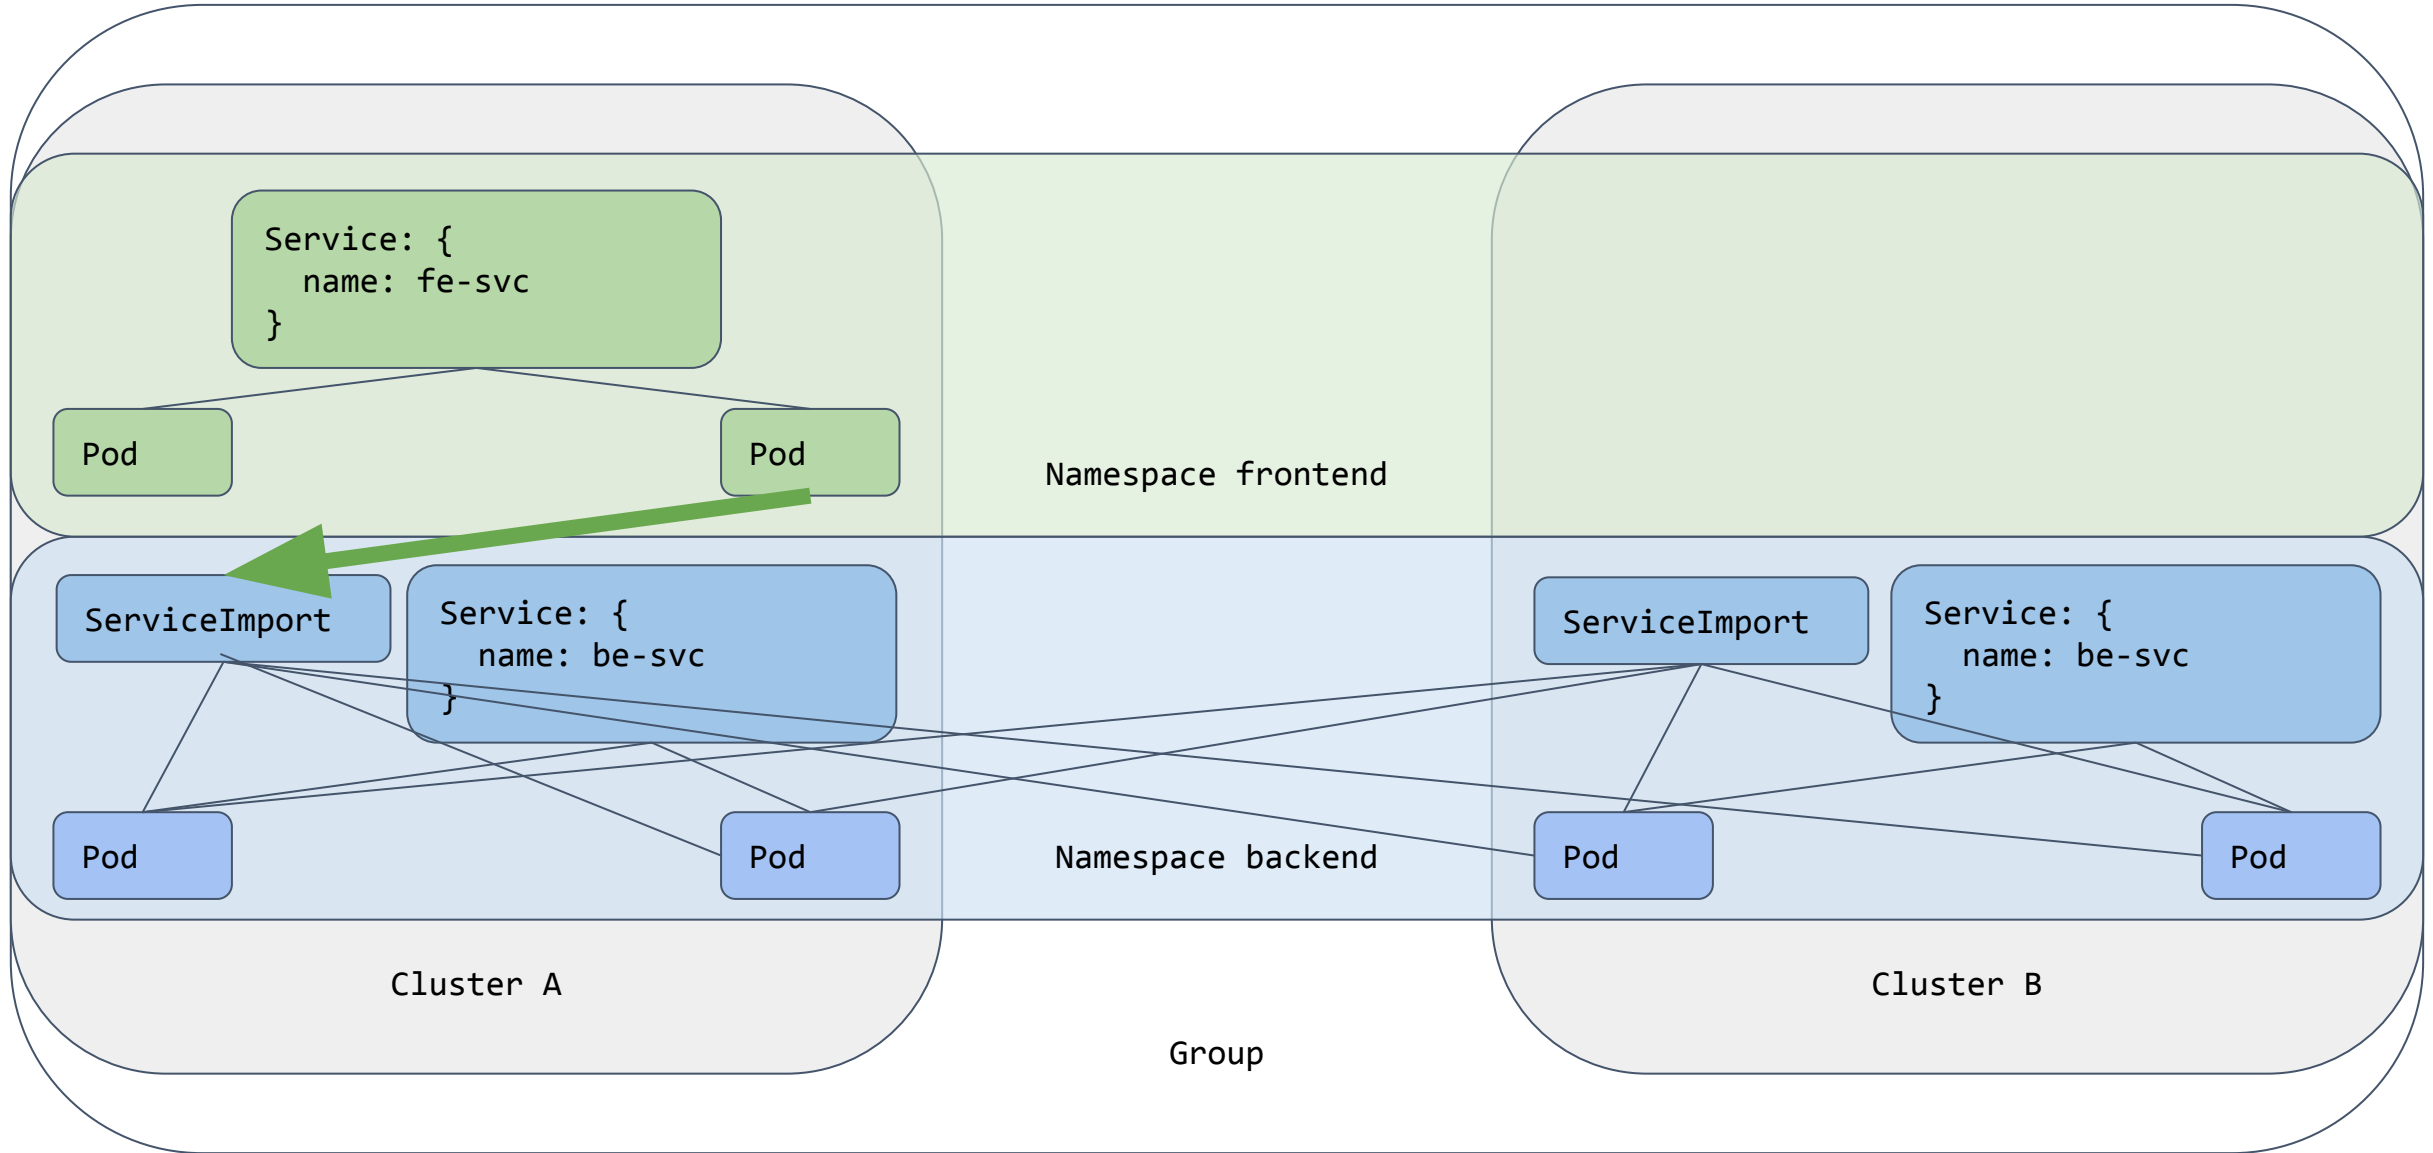 Service: {
  name: fe-svc
}
Pod
Pod
Namespace frontend
ServiceImport
Service: {
  name: be-svc
}
ServiceImport
Service: {
  name: be-svc
}
Pod
Pod
Namespace backend
Pod
Pod
Cluster A
Cluster B
Group